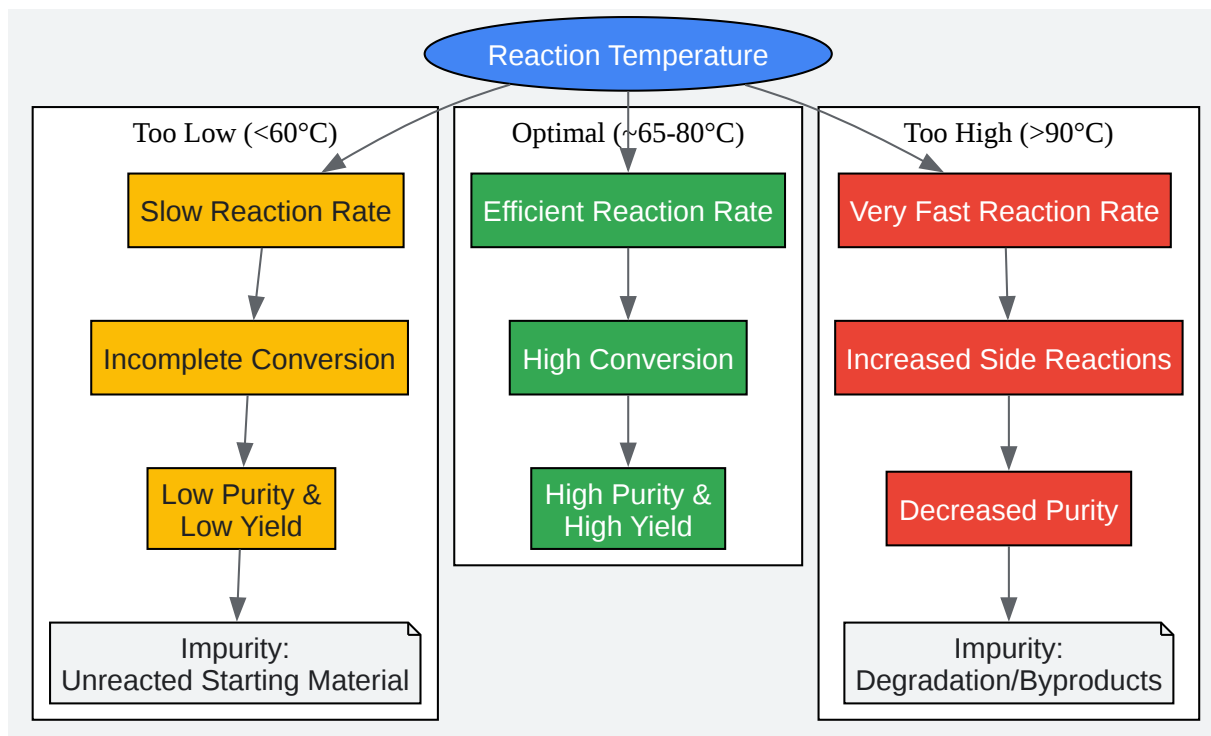 Reaction Temperature
Too Low (<60°C)
Slow Reaction Rate
Incomplete Conversion
Low Purity &
Low Yield
Impurity:
Unreacted Starting Material
Optimal (~65-80°C)
Efficient Reaction Rate
High Conversion
High Purity &
High Yield
Too High (>90°C)
Very Fast Reaction Rate
Increased Side Reactions
Decreased Purity
Impurity:
Degradation/Byproducts